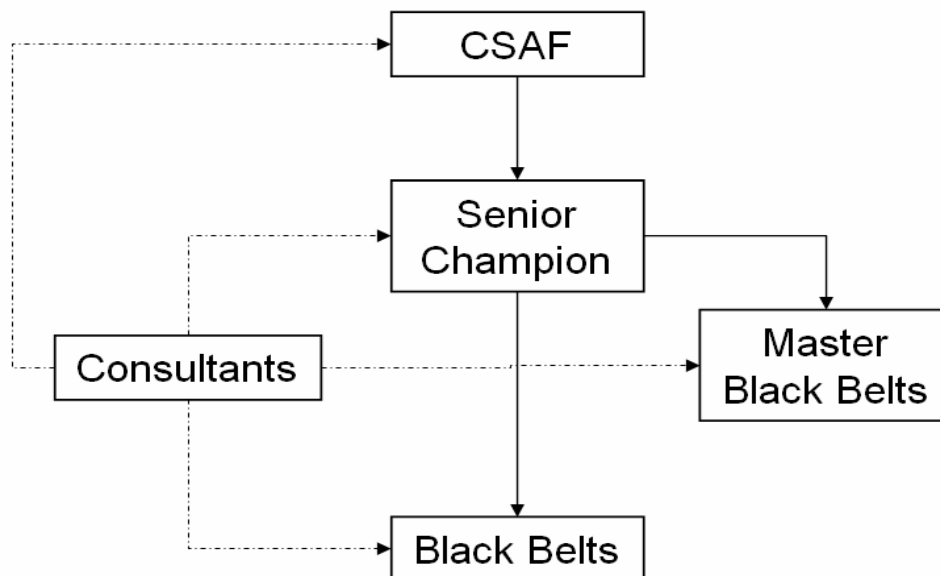 CSAF
Senior
Champion
Consultants
Master
Black Belts
Black Belts